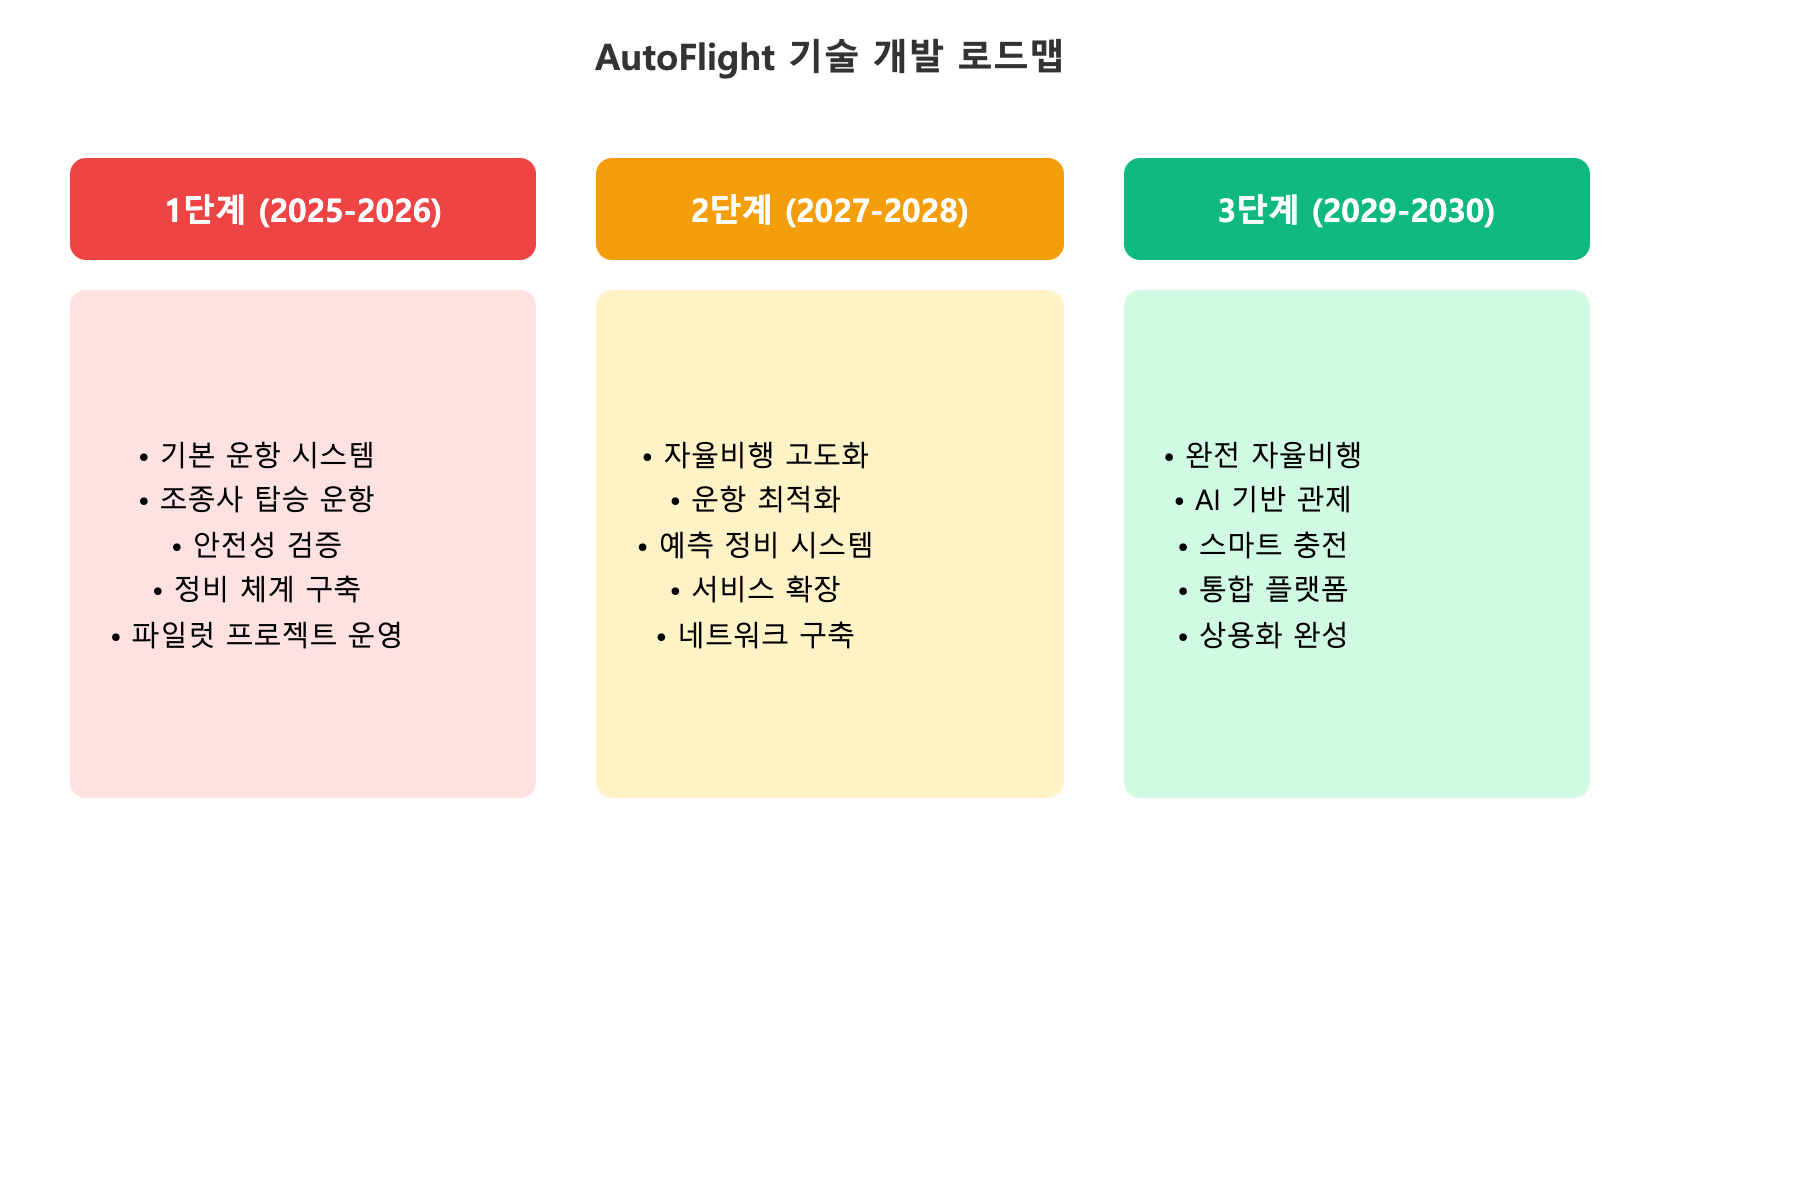 AutoFlight 기술 개발 로드맵
1단계 (2025-2026)
• 기본 운항 시스템
• 조종사 탑승 운항
• 안전성 검증
• 정비 체계 구축
• 파일럿 프로젝트 운영
2단계 (2027-2028)
• 자율비행 고도화
• 운항 최적화
• 예측 정비 시스템
• 서비스 확장
• 네트워크 구축
3단계 (2029-2030)
• 완전 자율비행
• AI 기반 관제
• 스마트 충전
• 통합 플랫폼
• 상용화 완성